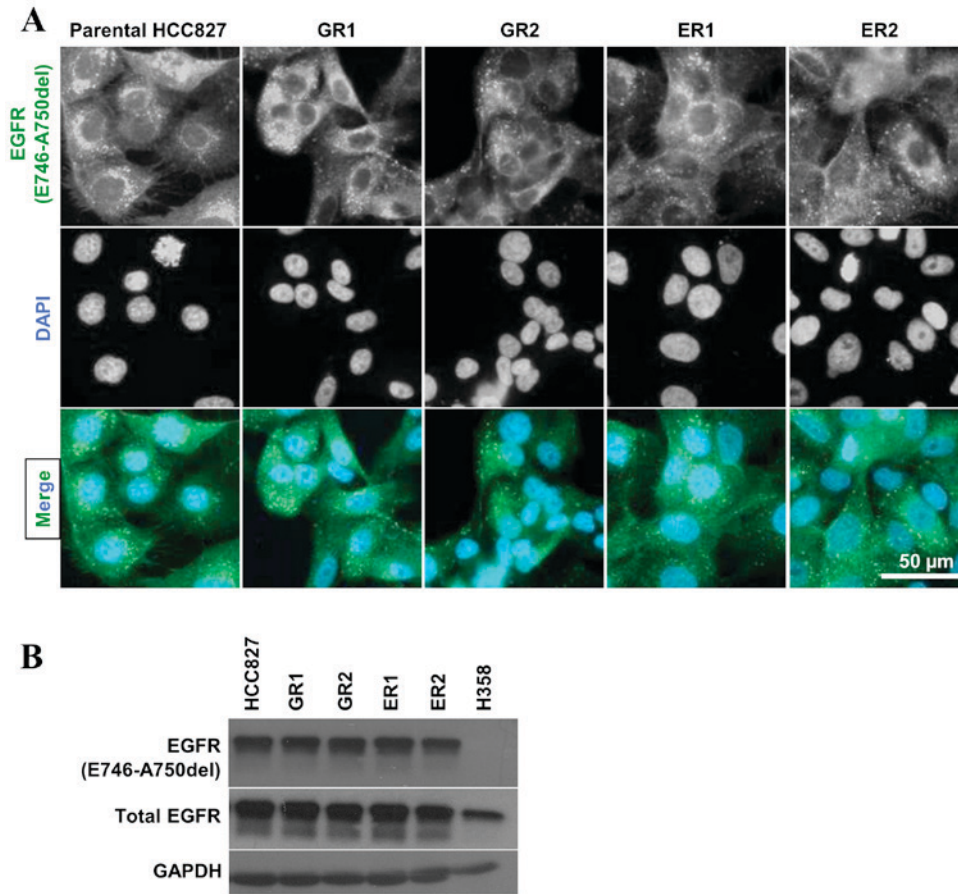 A
Parental HCC827 GR1 GR2 ER1 ER2
EGFR
(E746-A750del)
DAPI
Merge
50 µm
B
HCC827 GR1 GR2 ER1 ER2 H358
EGFR
(E746-A750del)
Total EGFR
GAPDH